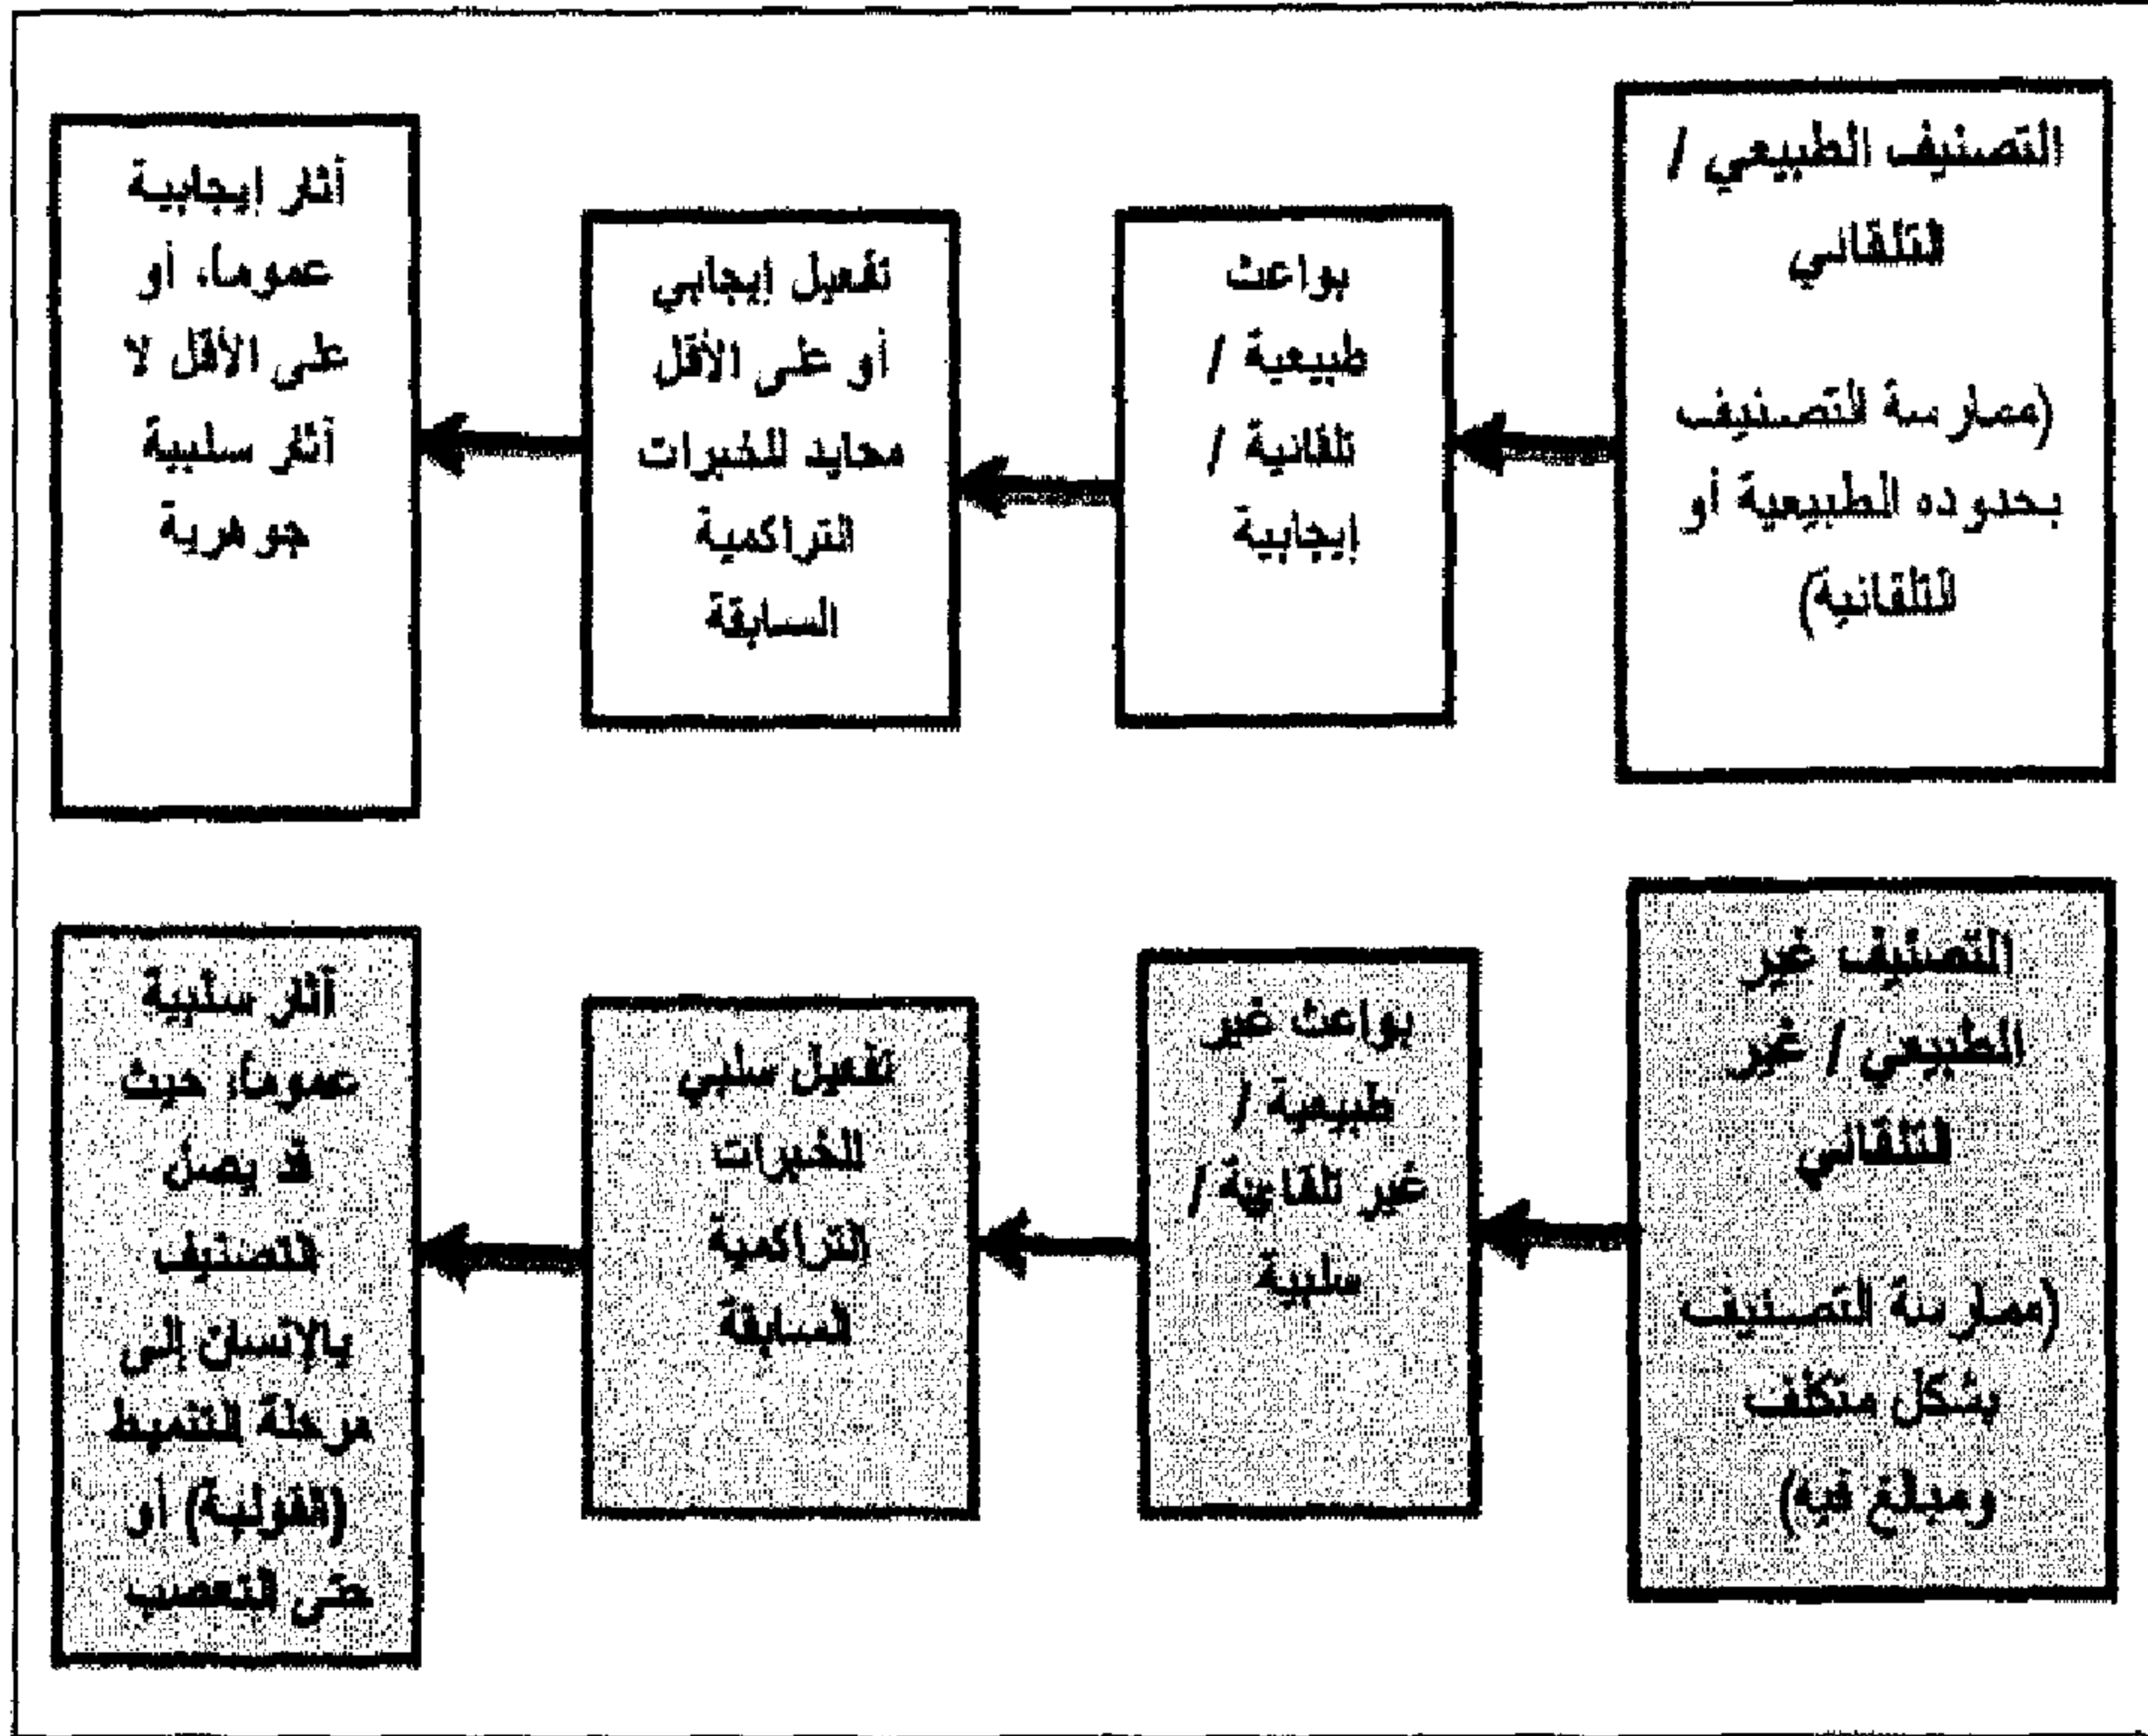 التصنيف الطبيعي /
التلقائي
(ممارسة التصنيف
بحدوده الطبيعية أو
التلقائية)
بواعث
طبيعية /
تلقائية /
إيجابية
تفعيل إيجابي
أو على الأقل
محايد للخبرات
التراكمية
السابقة
آثار إيجابية
عموماً، أو
على الأقل لا
آثار سلبية
جوهرية
التصنيف غير
الطبيعي / غير
التلقائي
(ممارسة التصنيف
بشكل متكلف
ومبالغ فيه)
بواعث غير
طبيعية /
غير تلقائية /
سلبية
تفعيل سلبي
للخبرات
التراكمية
السابقة
آثار سلبية
عموماً، حيث
قد يصل
التصنيف
بالإنسان إلى
مرحلة التنميط
(القولبة) أو
حتى التعصب